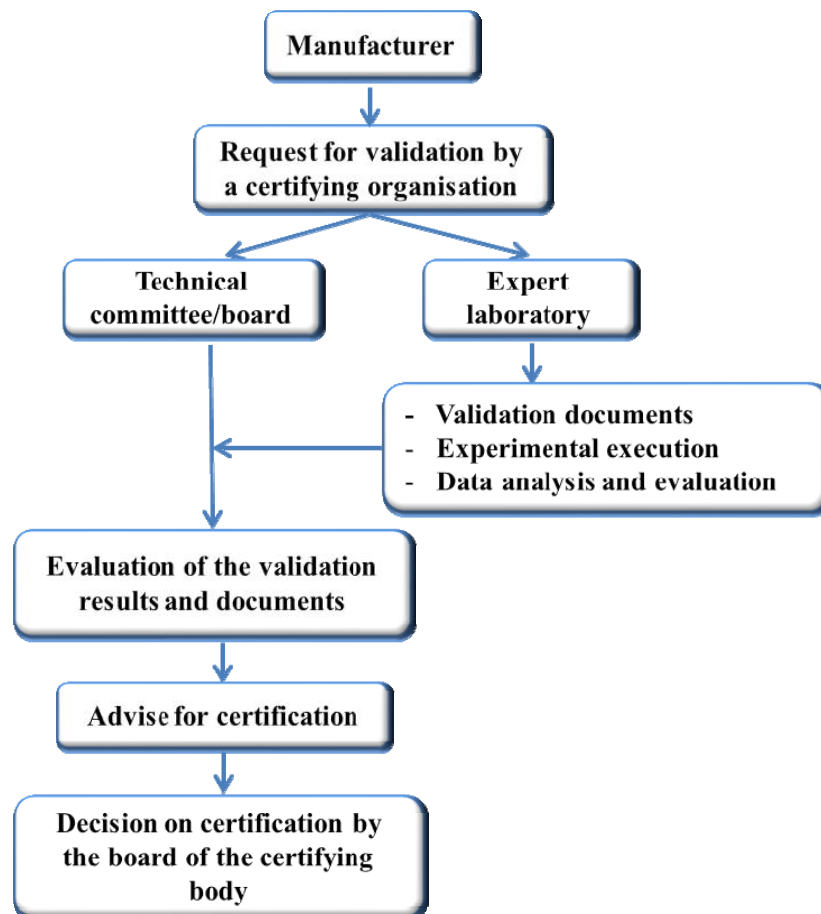 Manufacturer
Request for validation by
a certifying organisation
Technical
committee/board
Expert
laboratory
- Validation documents
- Experimental execution
- Data analysis and evaluation
Evaluation of the validation
results and documents
Advise for certification
Decision on certification by
the board of the certifying
body